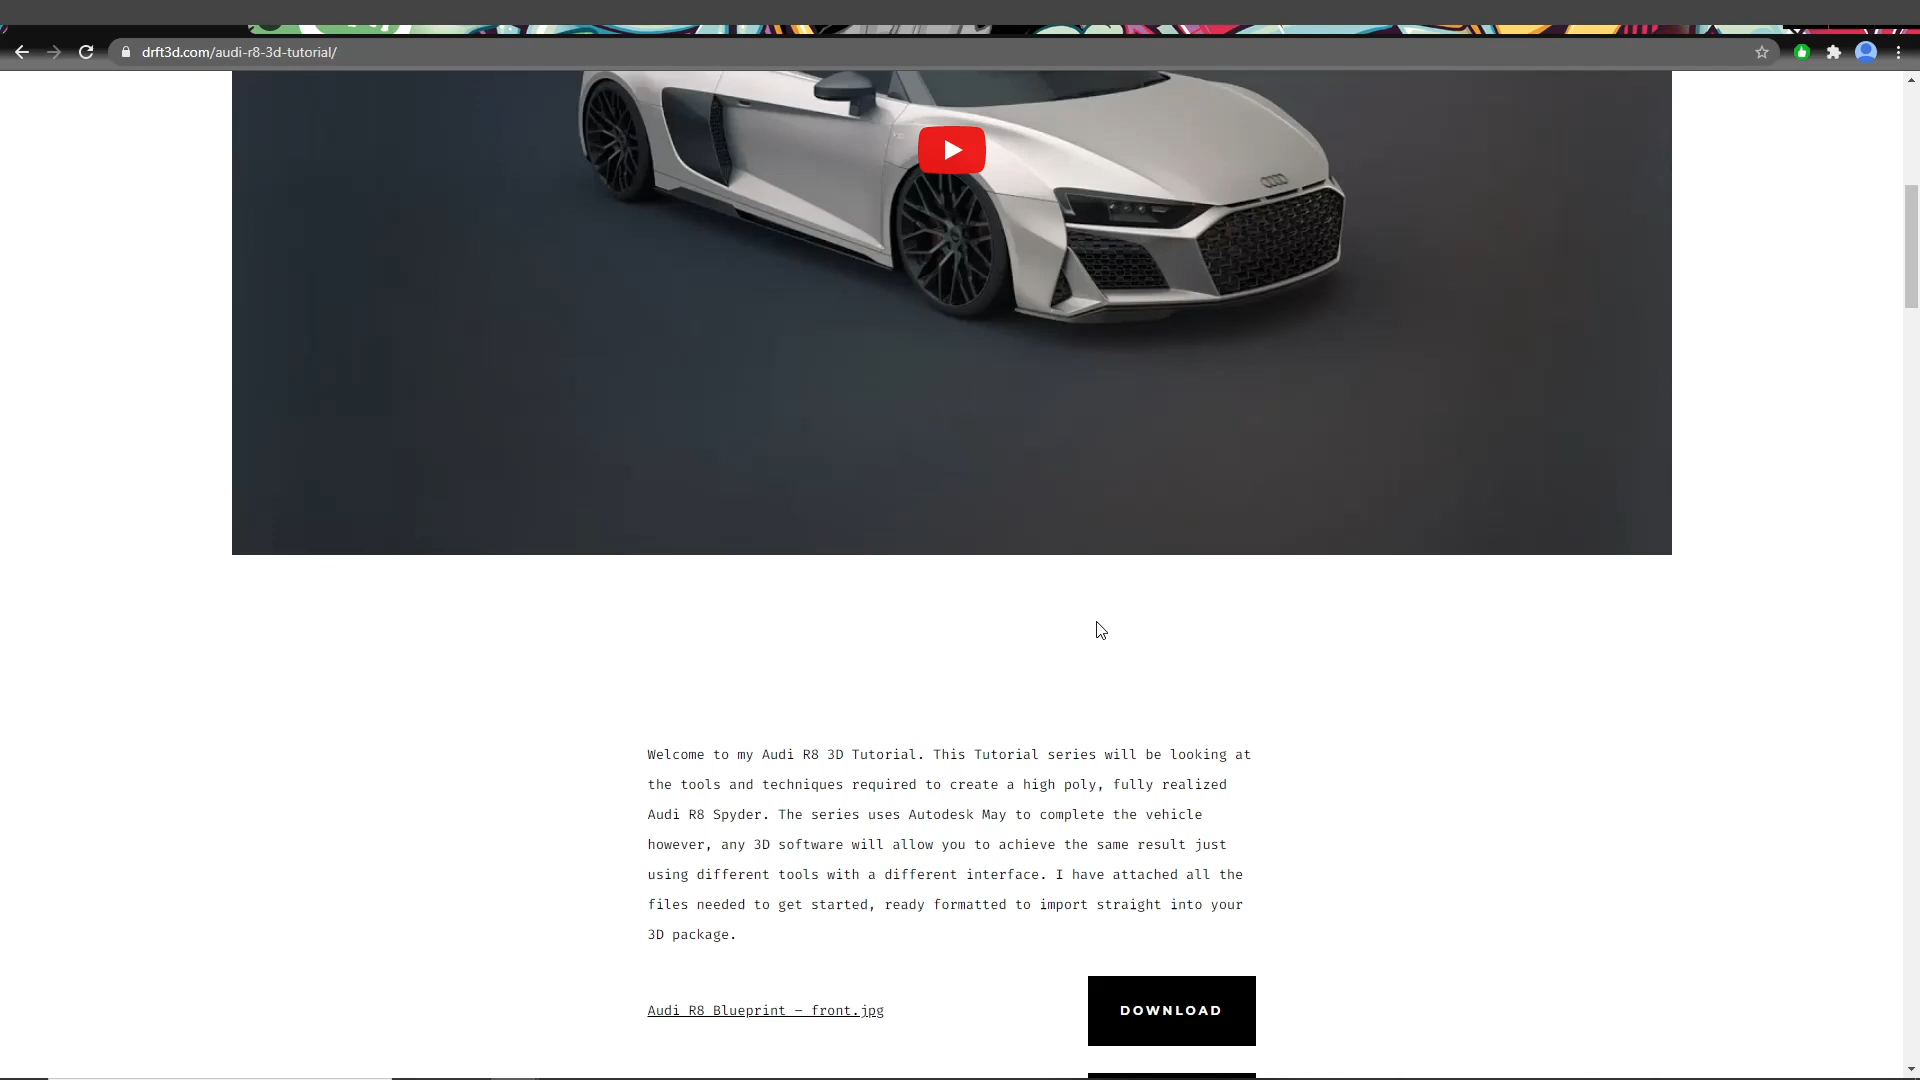 drft3d.com/audi-r8-3d-tutorial/
Welcome to my Audi R8 3D Tutorial. This Tutorial series will be looking at
the tools and techniques required to create a high poly, fully realized
Audi R8 Spyder. The series uses Autodesk May to complete the vehicle
however, any 3D software will allow you to achieve the same result just
using different tools with a different interface. I have attached all the
files needed to get started, ready formatted to import straight into your
3D package.
Audi R8 Blueprint – front.jpg
DOWNLOAD